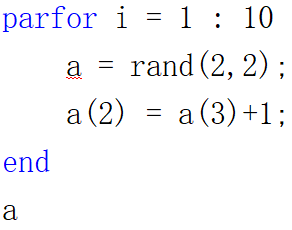 parfor i = 1 : 10
    a = rand(2,2);
    a(2) = a(3)+1;
end
a